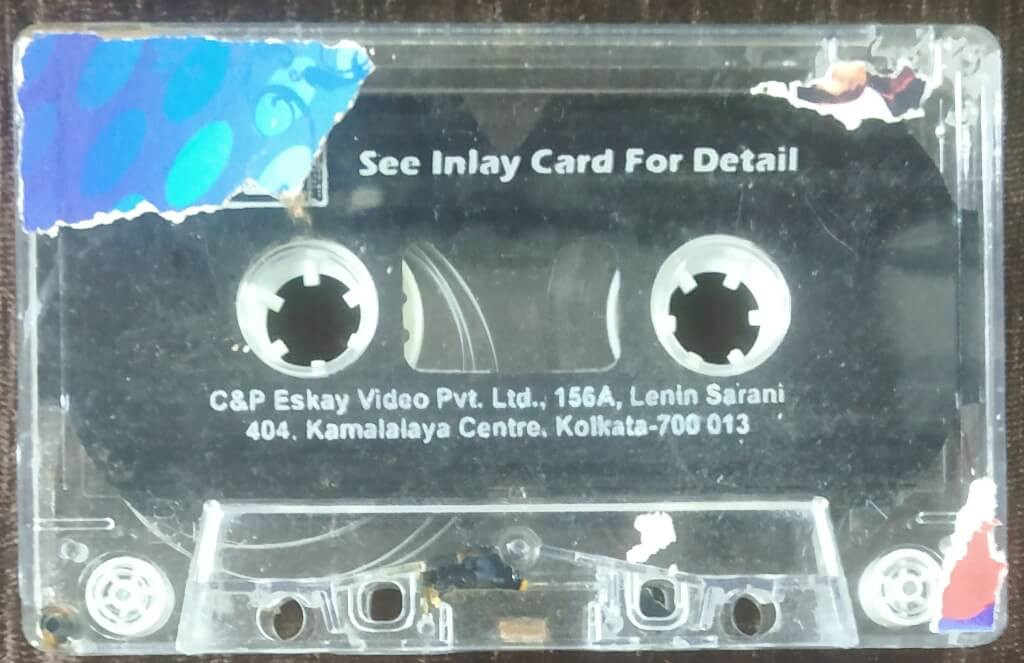 See Inlay Card For Detail
C&P Eskay Video Pvt. Ltd., 156A, Lenin Sarani
404. Kamalalaya Centre. Kolkata-700 013